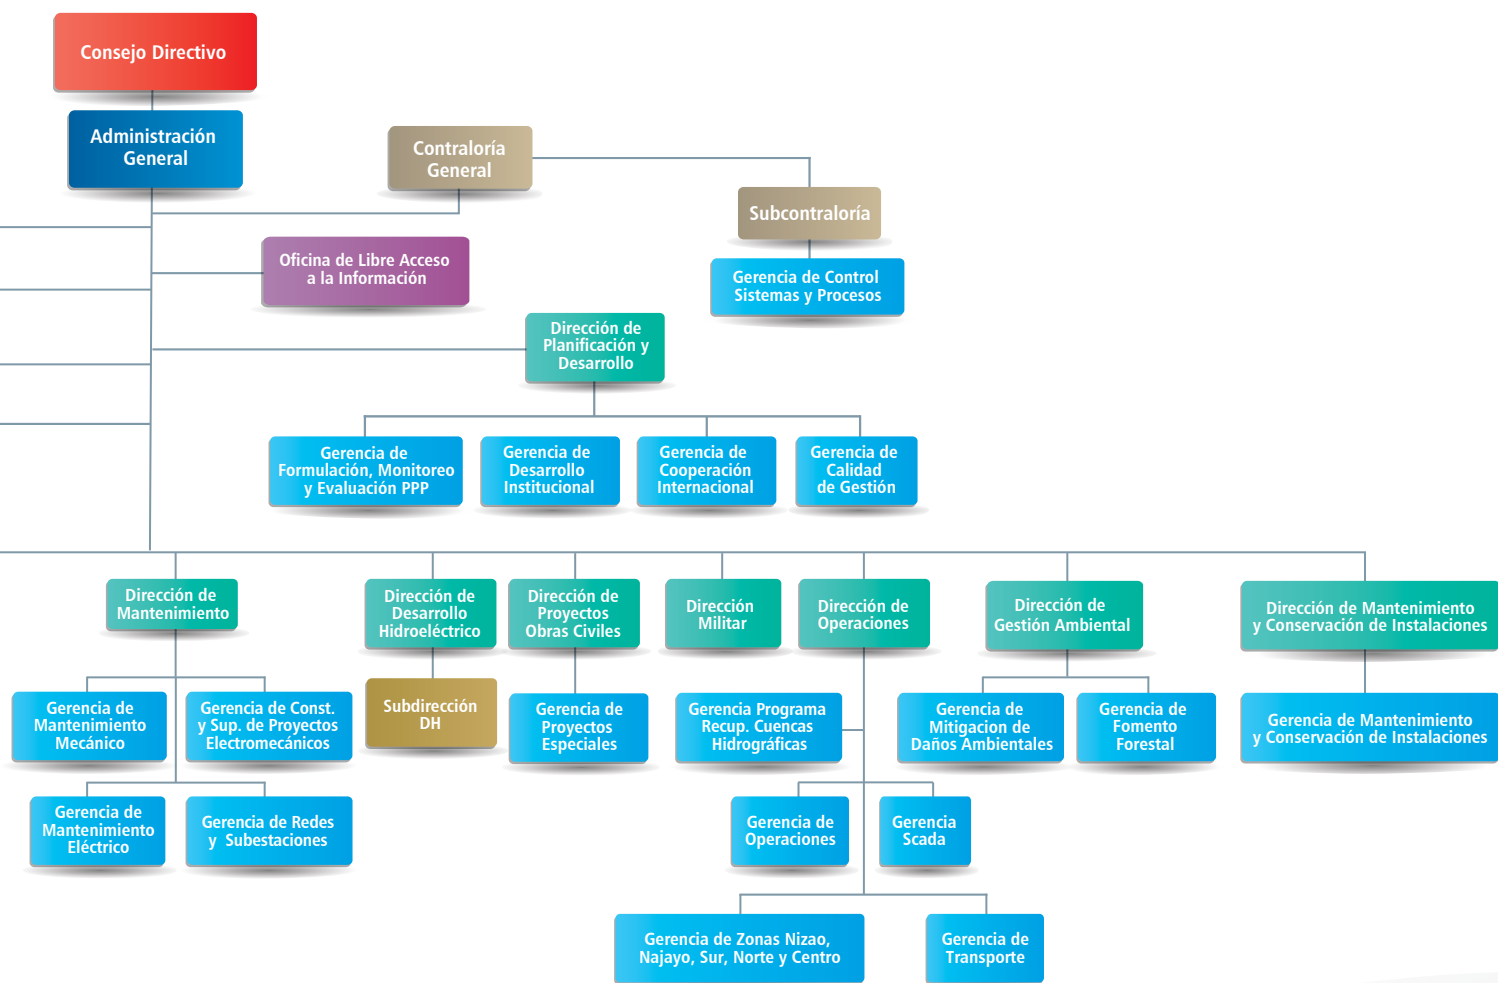 Consejo Directivo
Administración
General
Contraloría
General
Subcontraloría
Oficina de Libre Acceso
a la Información
Gerencia de Control
Sistemas y Procesos
Dirección de
Planificación y
Desarrollo
Gerencia de
Formulación, Monitoreo
y Evaluación PPP
Gerencia de
Desarrollo
Institucional
Gerencia de
Cooperación
Internacional
Gerencia de
Calidad
de Gestión
Dirección de
Mantenimiento
Dirección de
Desarrollo
Hidroeléctrico
Dirección de
Proyectos
Obras Civiles
Dirección
Militar
Dirección de
Operaciones
Dirección de
Gestión Ambiental
Dirección de Mantenimiento
y Conservación de Instalaciones
Gerencia de
Mantenimiento
Mecánico
Gerencia de Const.
y Sup. de Proyectos
Electromecánicos
Subdirección
DH
Gerencia de
Proyectos
Especiales
Gerencia Programa
Recup. Cuencas
Hidrográficas
Gerencia de
Mitigacion de
Daños Ambientales
Gerencia de
Fomento
Forestal
Gerencia de Mantenimiento
y Conservación de Instalaciones
Gerencia de
Mantenimiento
Eléctrico
Gerencia de Redes
y Subestaciones
Gerencia de
Operaciones
Gerencia
Scada
Gerencia de Zonas Nizao,
Najayo, Sur, Norte y Centro
Gerencia de
Transporte